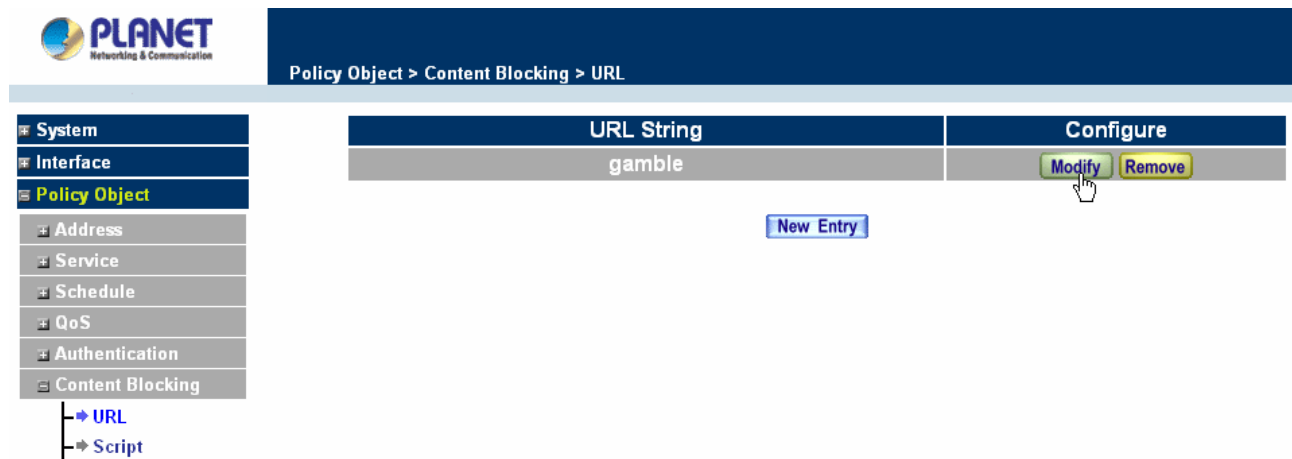 PLANET
Networking & Communication
Policy Object > Content Blocking > URL
System
Interface
Policy Object
Address
Service
Schedule
QoS
Authentication
Content Blocking
URL
Script
URL String Configure
gamble Modify Remove
New Entry